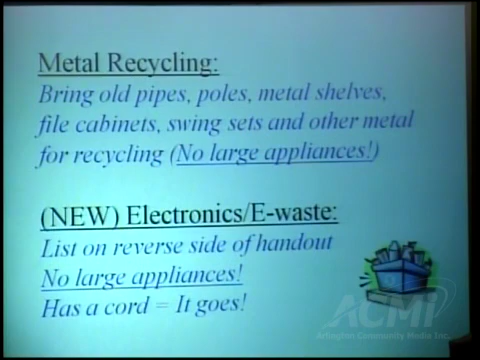 Metal Recycling:
Bring old pipes, poles, metal shelves,
file cabinets, swing sets and other metal
for recycling (No large appliances!)
(NEW) Electronics/E-waste:
List on reverse side of handout
No large appliances!
Has a cord = It goes!
ACMi
Arlington Community Media Inc.